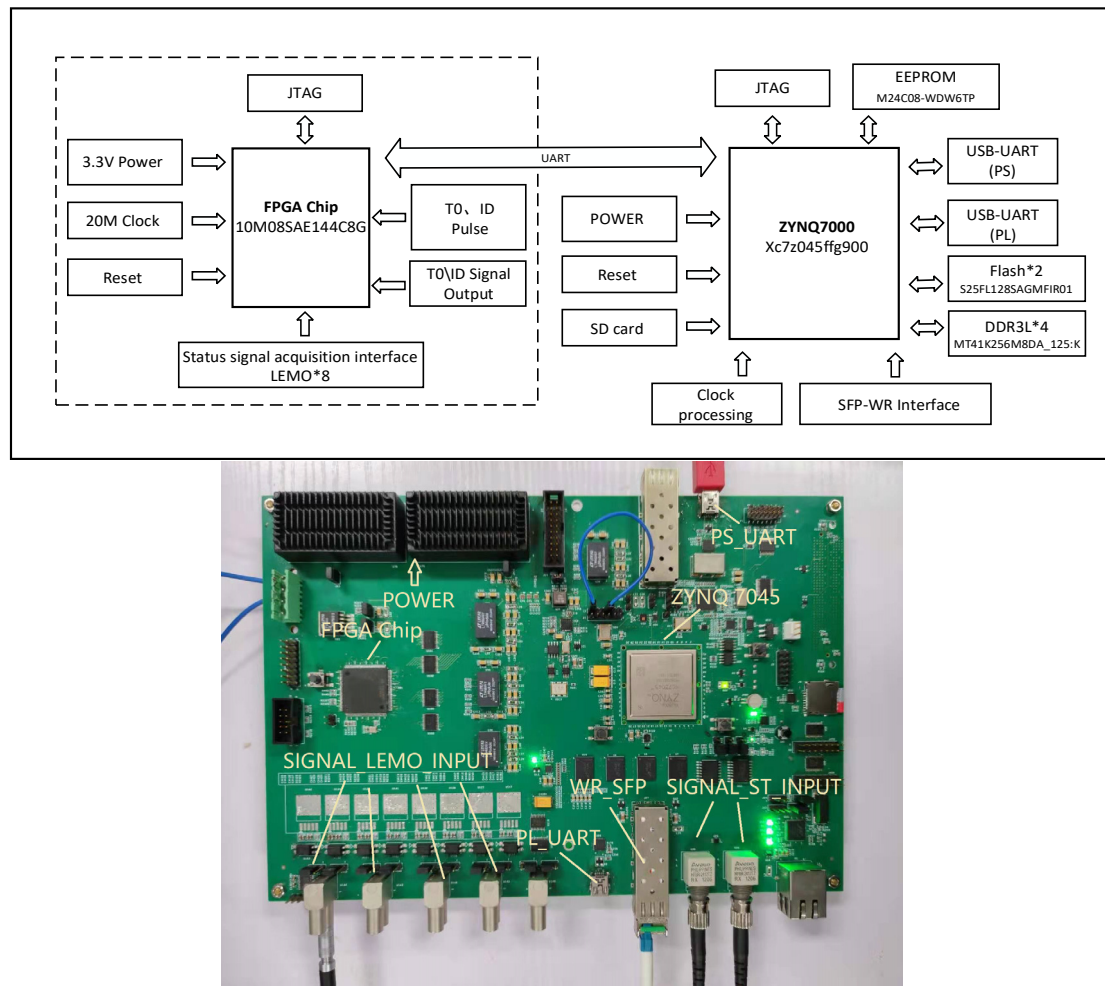 JTAG
3.3V Power
20M Clock
Reset
FPGA Chip
10M08SAE144C8G
T0、ID
Pulse
T0\ID Signal
Output
Status signal acquisition interface
LEMO*8
UART
JTAG
EEPROM
M24C08-WDW6TP
POWER
Reset
SD card
ZYNQ7000
Xc7z045ffg900
USB-UART
(PS)
USB-UART
(PL)
Flash*2
S25FL128SAGMFIR01
DDR3L*4
MT41K256M8DA_125:K
Clock
processing
SFP-WR Interface
PS_UART
POWER
ZYNQ 7045
FPGA Chip
SIGNAL_LEMO_INPUT
WR_SFP
SIGNAL_ST_INPUT
PL_UART
ZYNQ